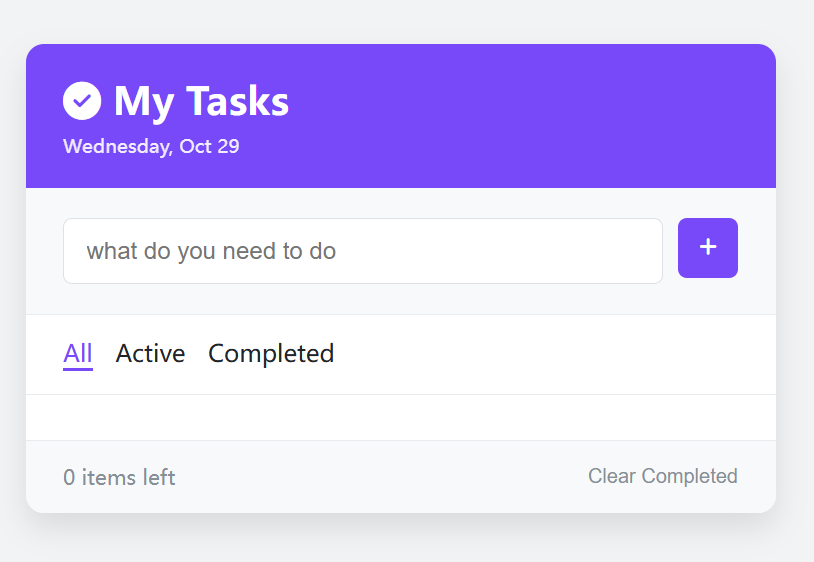 My Tasks
Wednesday, Oct 29
what do you need to do
+
All Active Completed
0 items left
Clear Completed